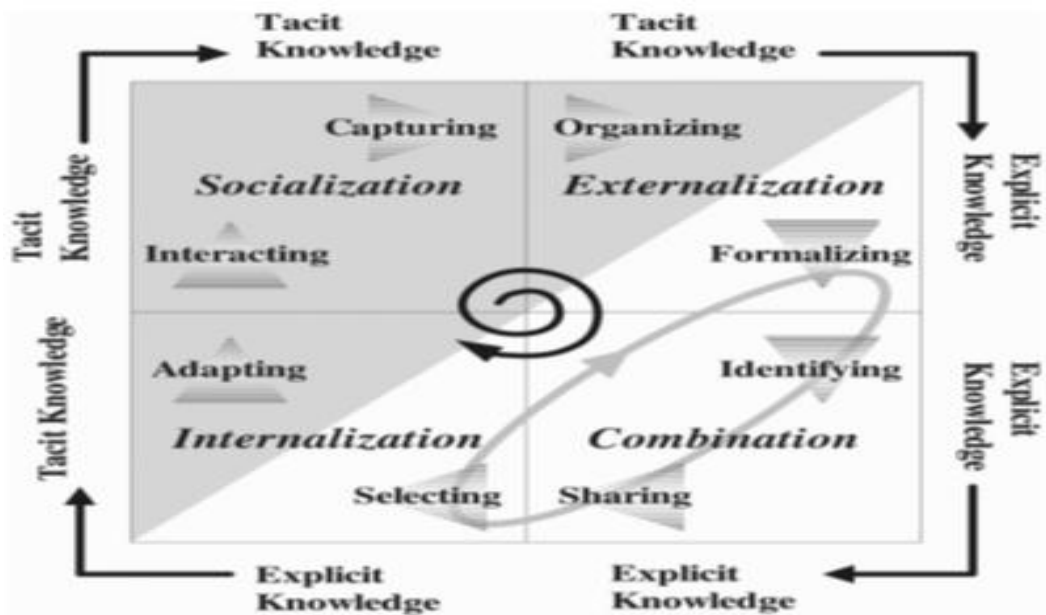 Tacit
Knowledge
Tacit
Knowledge
Capturing
Organizing
Socialization
Externalization
Interacting
Formalizing
Tacit
Knowledge
Explicit
Knowledge
Adapting
Identifying
Internalization
Combination
Selecting
Sharing
Tacit Knowledge
Explicit
Knowledge
Explicit
Knowledge
Explicit
Knowledge